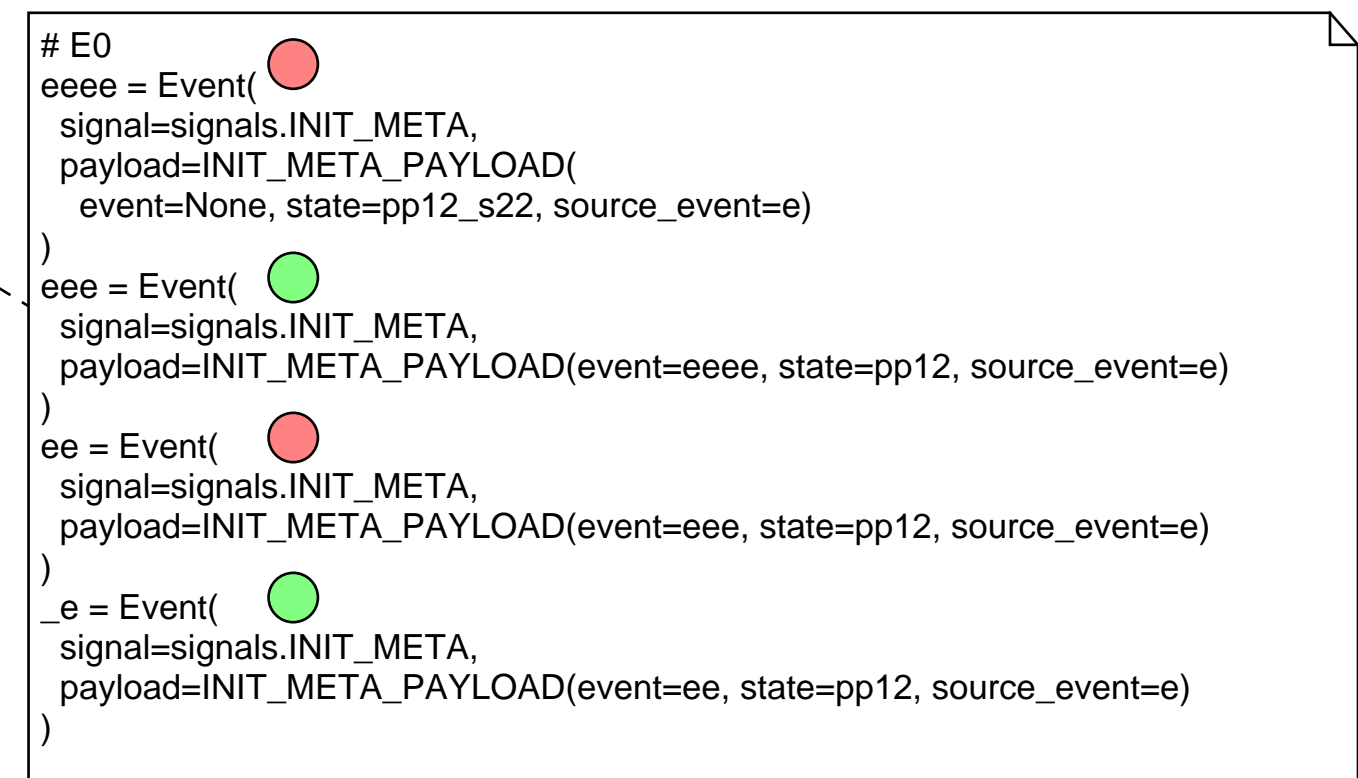 # E0
eeee = Event(
signal=signals.INIT_META,
payload=INIT_META_PAYLOAD(
event=None, state=pp12_s22, source_event=e)
)
eee = Event(
signal=signals.INIT_META,
payload=INIT_META_PAYLOAD(event=eeee, state=pp12, source_event=e)
)
ee = Event(
signal=signals.INIT_META,
payload=INIT_META_PAYLOAD(event=eee, state=pp12, source_event=e)
)
_e = Event(
signal=signals.INIT_META,
payload=INIT_META_PAYLOAD(event=ee, state=pp12, source_event=e)
)